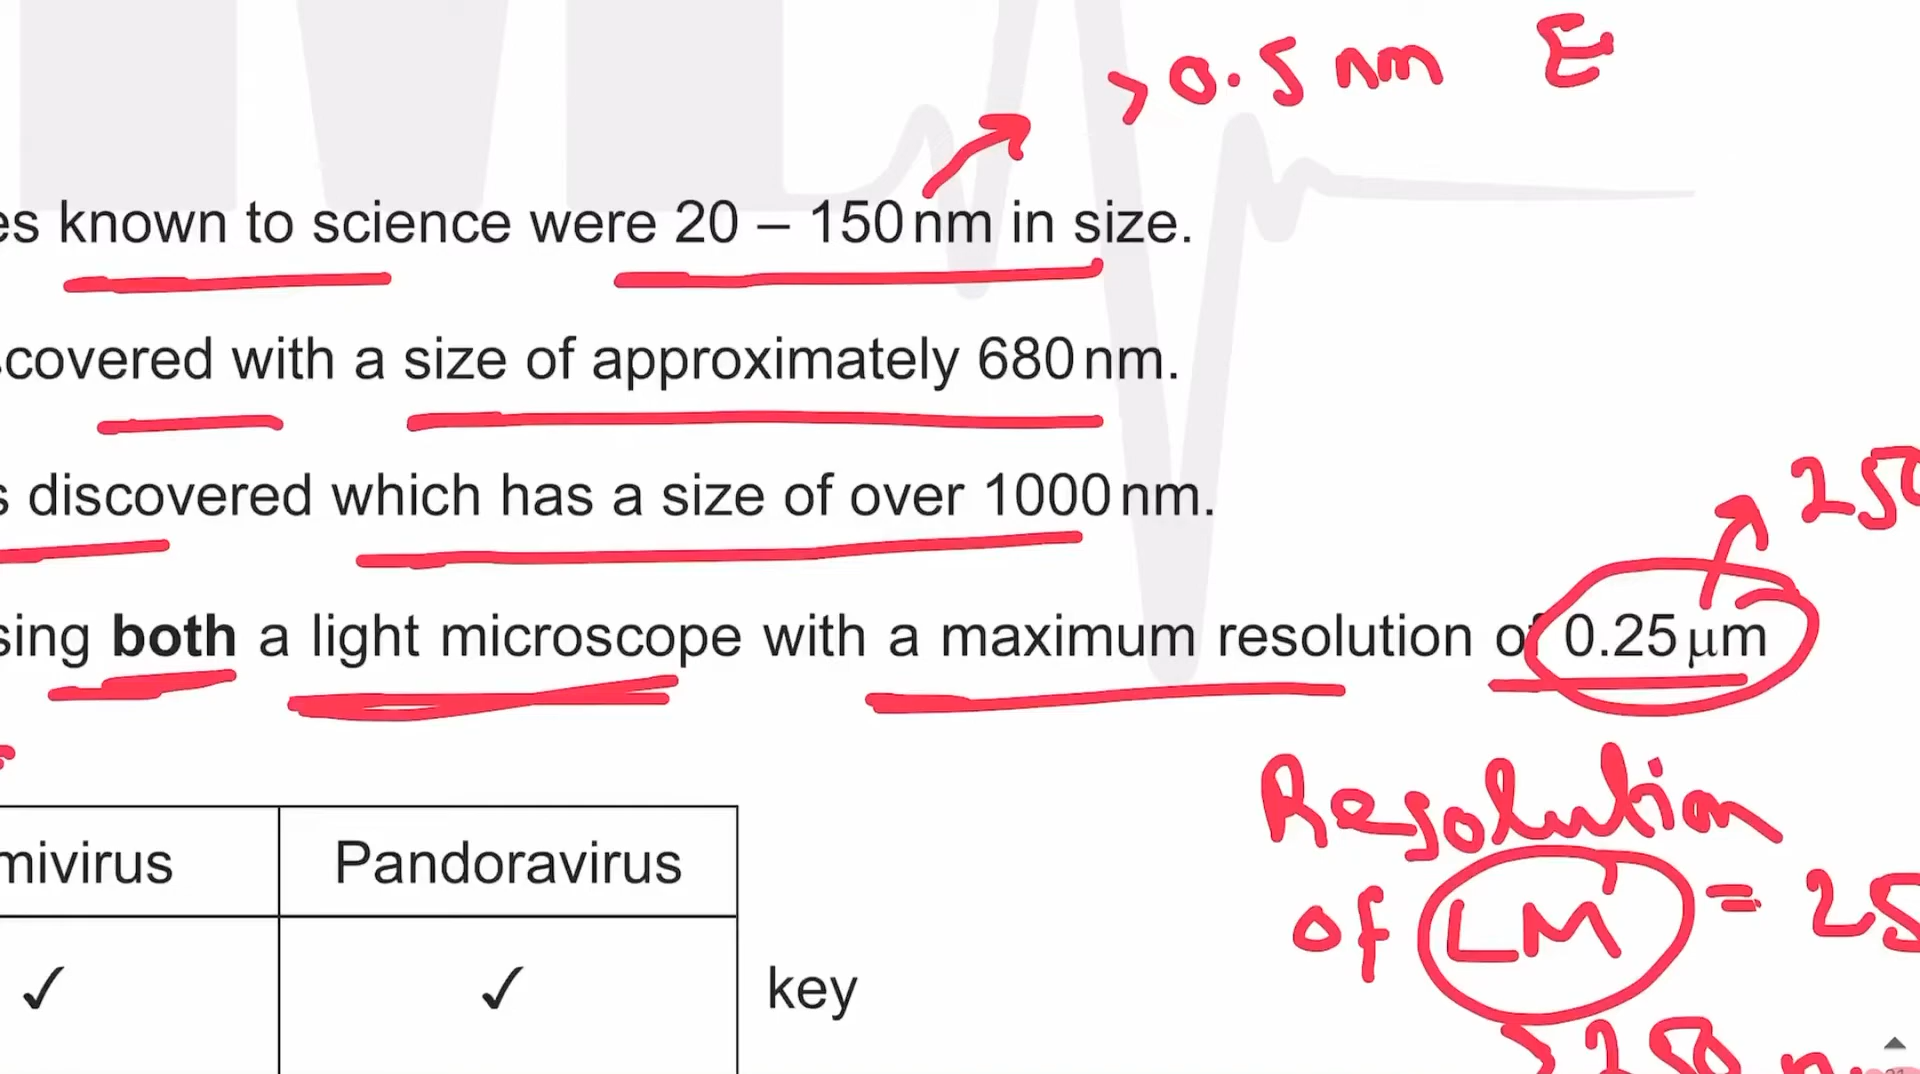 >0.5 nm E
es known to science were 20 – 150 nm in size.
covered with a size of approximately 680 nm.
s discovered which has a size of over 1000 nm.
250
sing both a light microscope with a maximum resolution of 0.25 μm
Resolution
mivirus Pandoravirus
of LM = 25
✓ ✓ key
>250 n